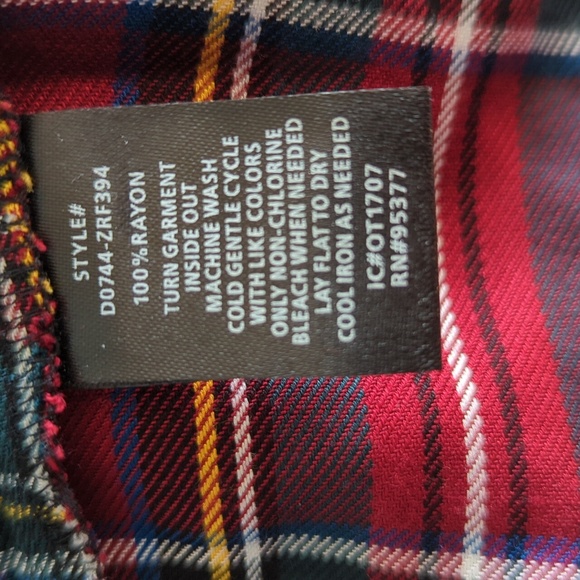 STYLE#
D0744-ZRF394
100%RAYON
TURN GARMENT
INSIDE OUT
MACHINE WASH
COLD GENTLE CYCLE
WITH LIKE COLORS
ONLY NON-CHLORINE
BLEACH WHEN NEEDED
LAY FLAT TO DRY
COOL IRON AS NEEDED
IC#OT1707
RN#95377